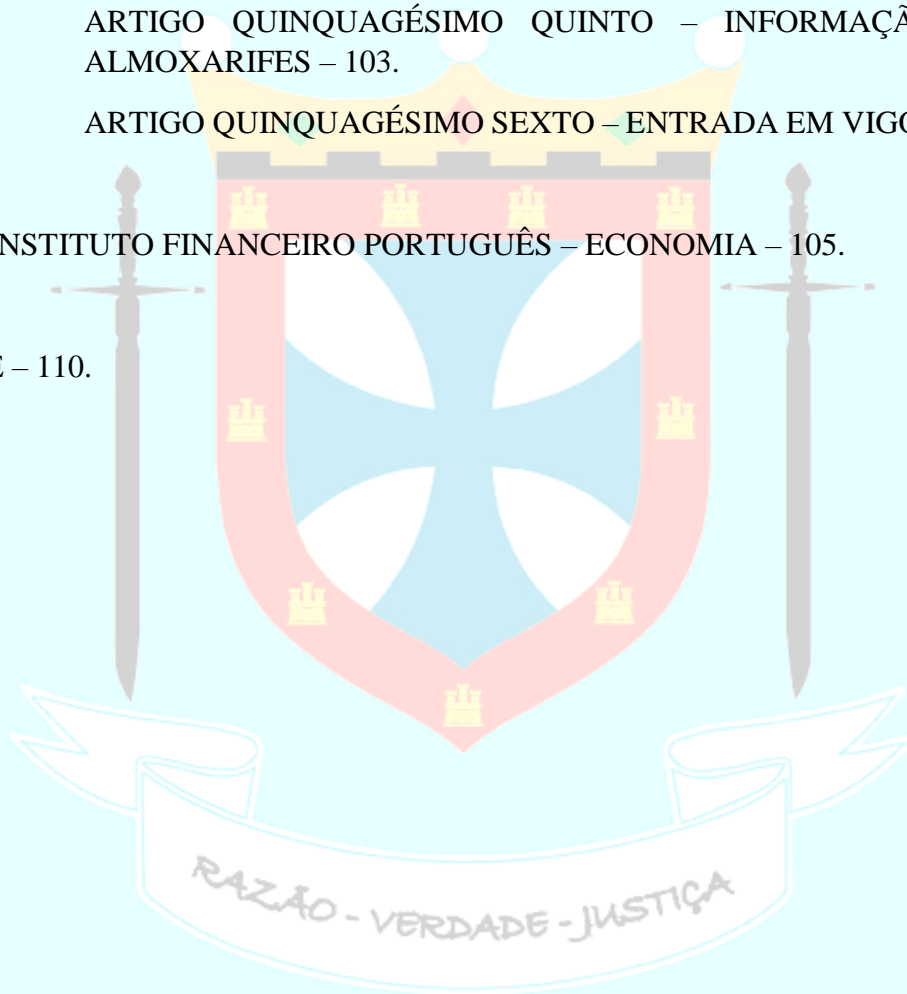 ARTIGO QUINQUAGÉSIMO QUINTO – INFORMAÇÃ
ALMOXARIFES – 103.
ARTIGO QUINQUAGÉSIMO SEXTO – ENTRADA EM VIGO
NSTITUTO FINANCEIRO PORTUGUÊS – ECONOMIA – 105.
E – 110.
RAZÃO - VERDADE - JUSTIÇA